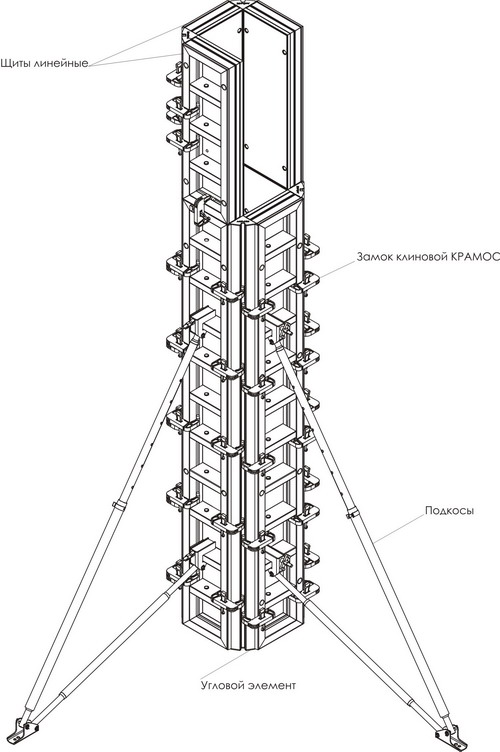 Щиты линейные
Замок клиновой КРАМОС
Подкосы
Угловой элемент